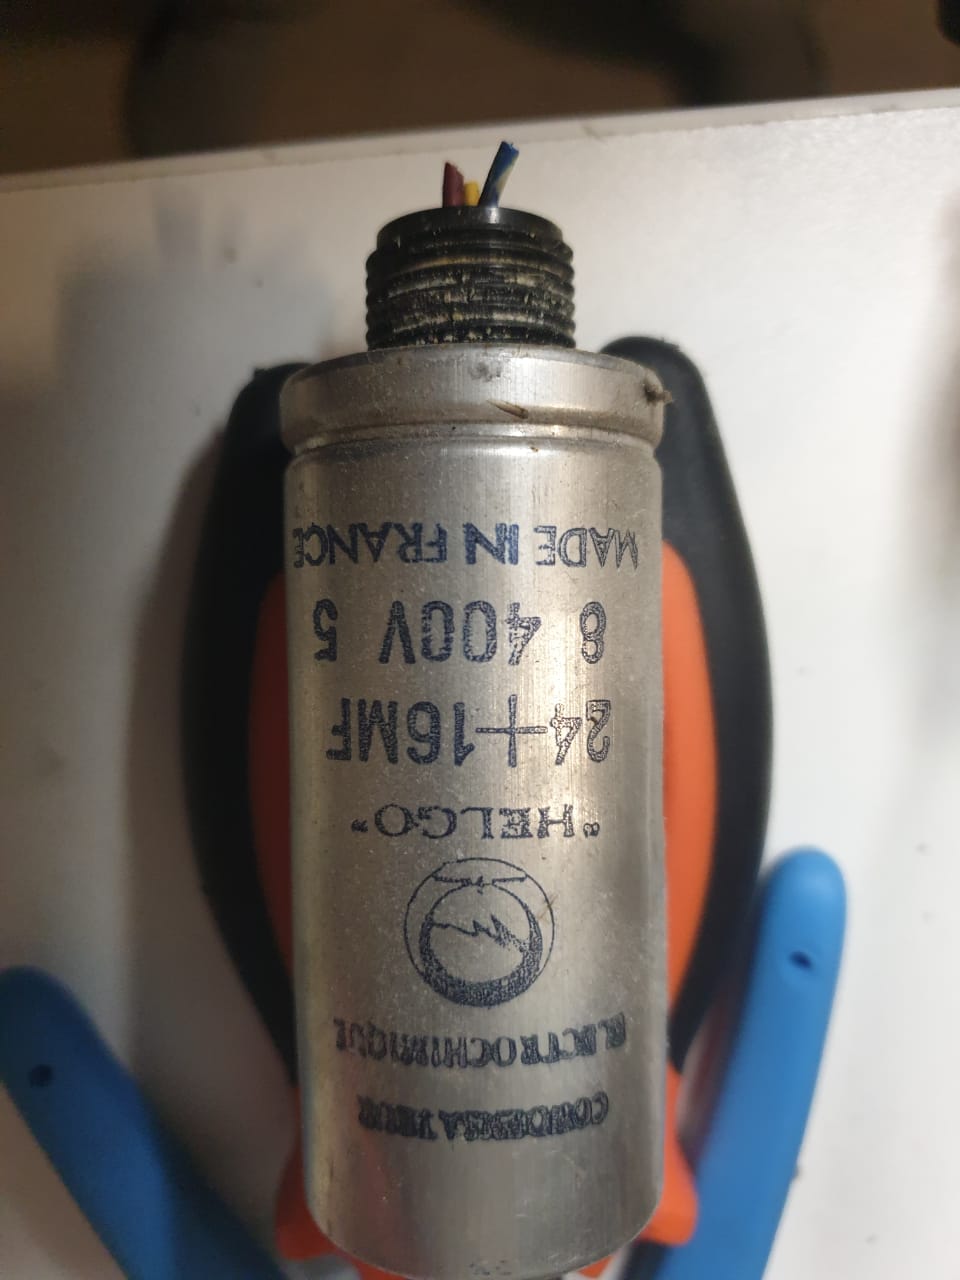 CONDENSATEUR
ELECTROCHIMIQUE
"HELGO"
24+16MF
8 400V 5
MADE IN FRANCE